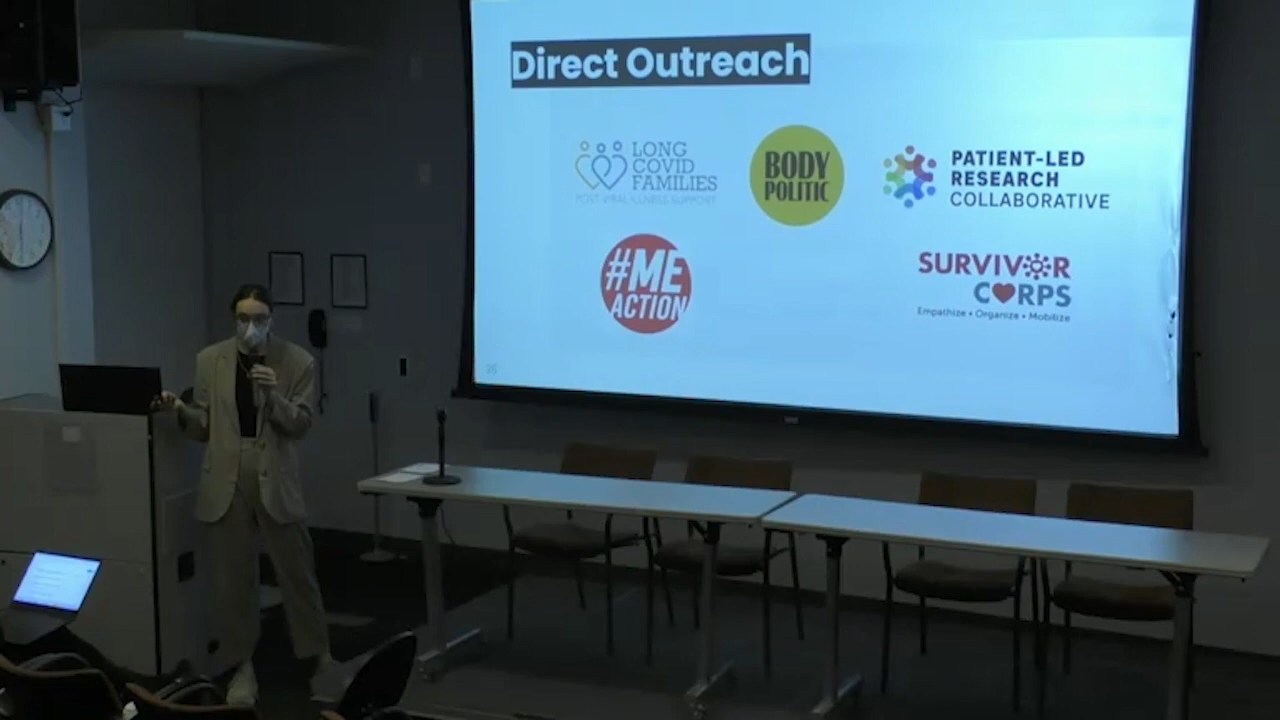 Direct Outreach
LONG
COVID
FAMILIES
POST VIRAL ILLNESS SUPPORT
BODY
POLITIC
PATIENT-LED
RESEARCH
COLLABORATIVE
#ME
ACTION
SURVIVOR
CORPS
Empathize • Organize • Mobilize